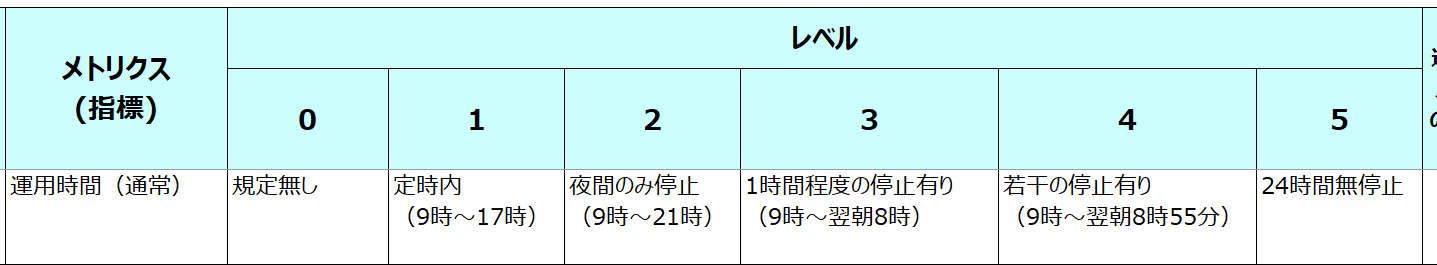 メトリクス
(指標)
レベル
0
1
2
3
4
5
運用時間（通常）
規定無し
定時内
（9時～17時）
夜間のみ停止
（9時～21時）
1時間程度の停止有り
（9時～翌朝8時）
若干の停止有り
（9時～翌朝8時55分）
24時間無停止